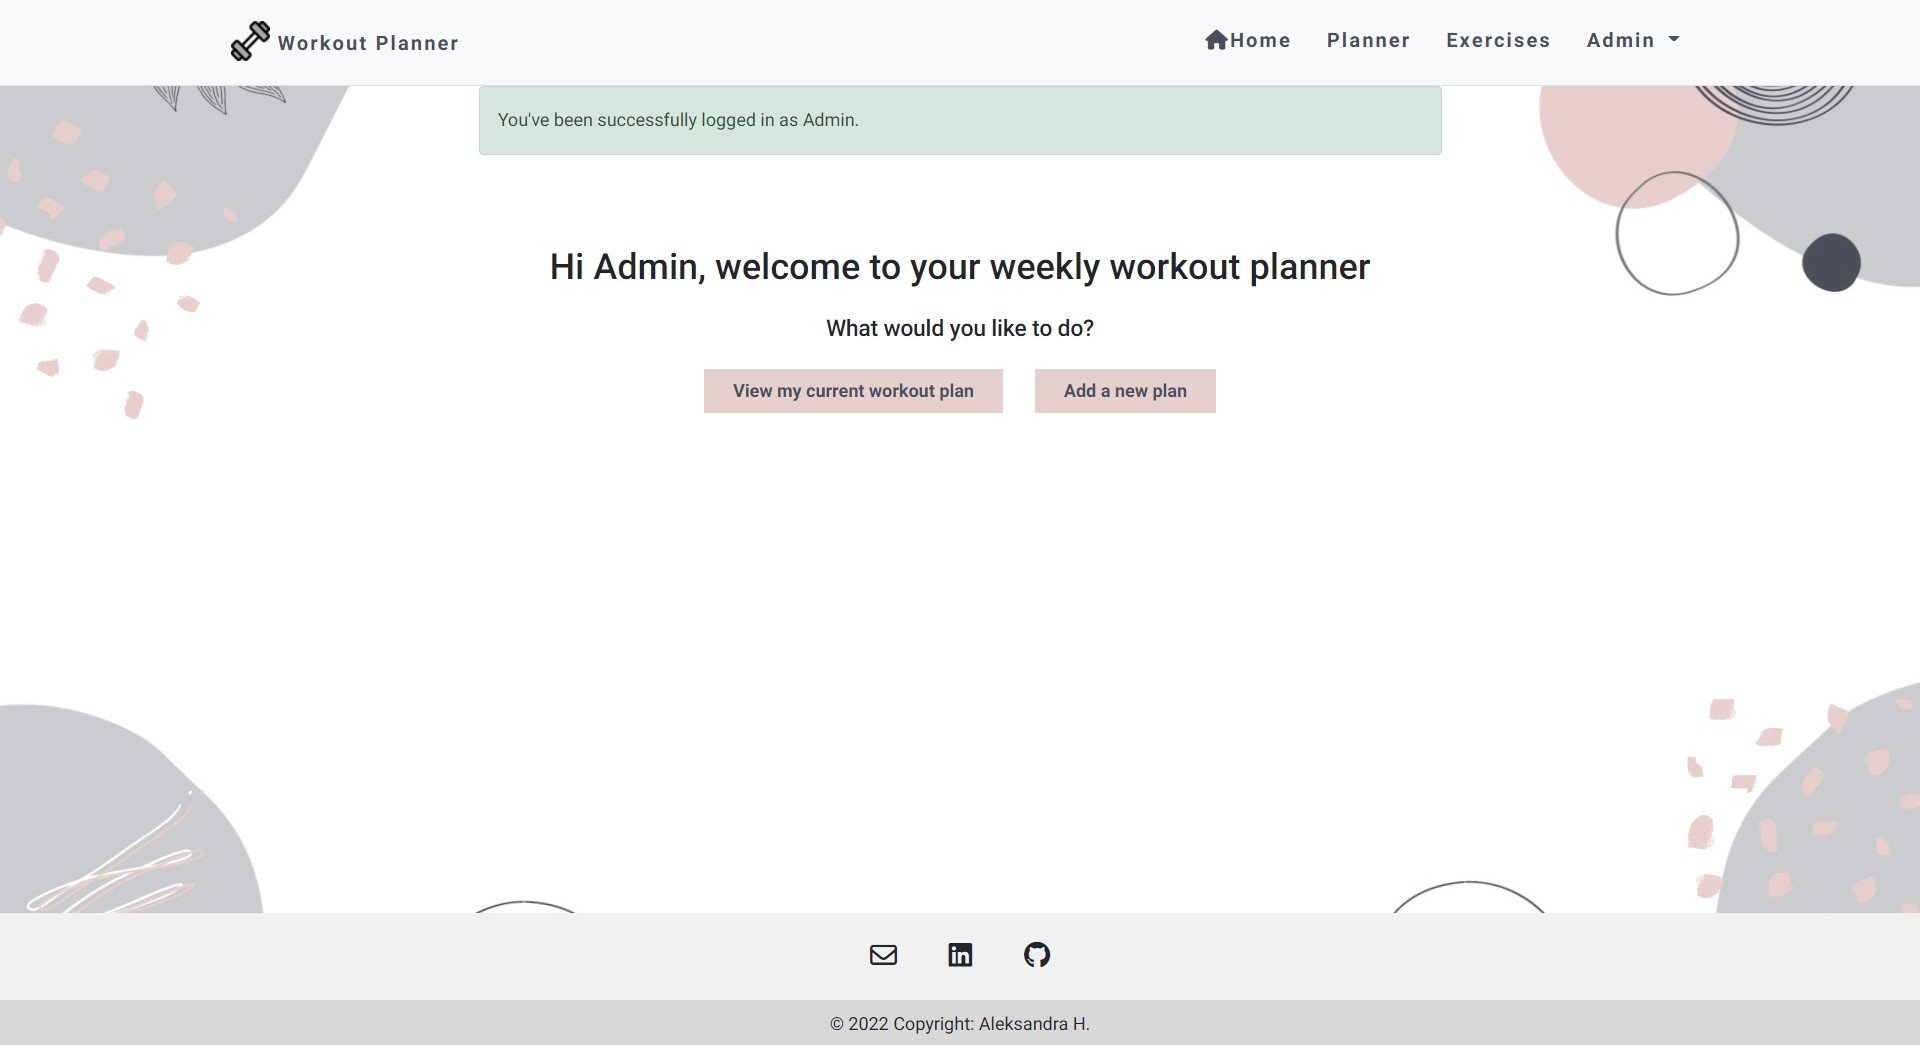 Workout Planner
Home Planner Exercises Admin
You've been successfully logged in as Admin.
Hi Admin, welcome to your weekly workout planner
What would you like to do?
View my current workout plan Add a new plan
© 2022 Copyright: Aleksandra H.